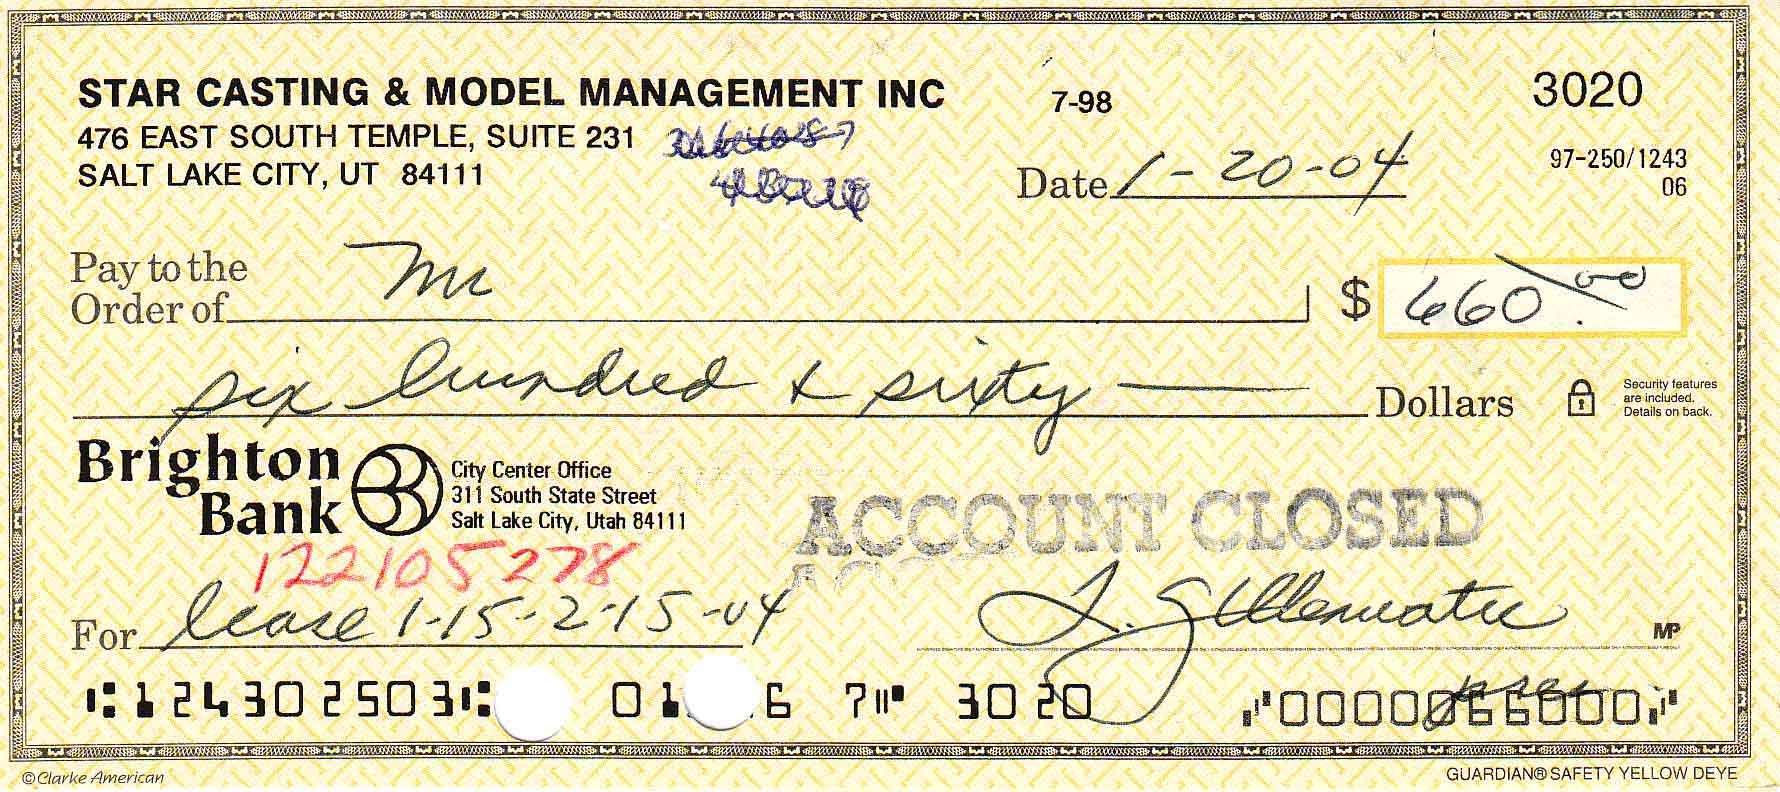 STAR CASTING & MODEL MANAGEMENT INC 7-98 3020
476 EAST SOUTH TEMPLE, SUITE 231
SALT LAKE CITY, UT 84111
97-250/1243
06
Date 1-20-04
Pay to the
Order of
$ 660.00
six hundred & sixty
Dollars
Security features
are included.
Details on back.
Brighton
Bank
City Center Office
311 South State Street
Salt Lake City, Utah 84111
ACCOUNT CLOSED
122105278
For lease 1-15-2-15-04
MP
⑆124302503⑆ 01 6 7⑈ 3020 ⑇0000066000⑇
©Clarke American
GUARDIAN® SAFETY YELLOW DEYE